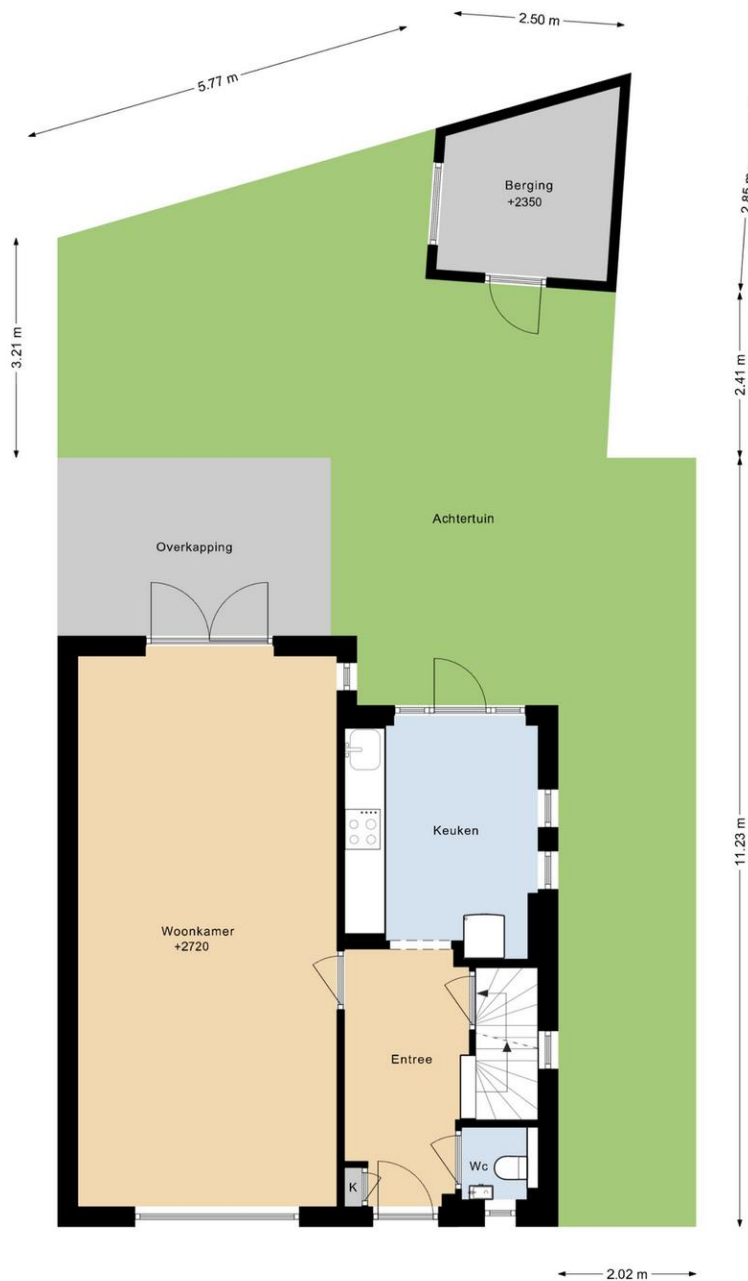 2.50 m
5.77 m
Berging
+2350
2.85 m
3.21 m
2.41 m
Achtertuin
Overkapping
Keuken
11.23 m
Woonkamer
+2720
Entree
Wc
K
2.02 m